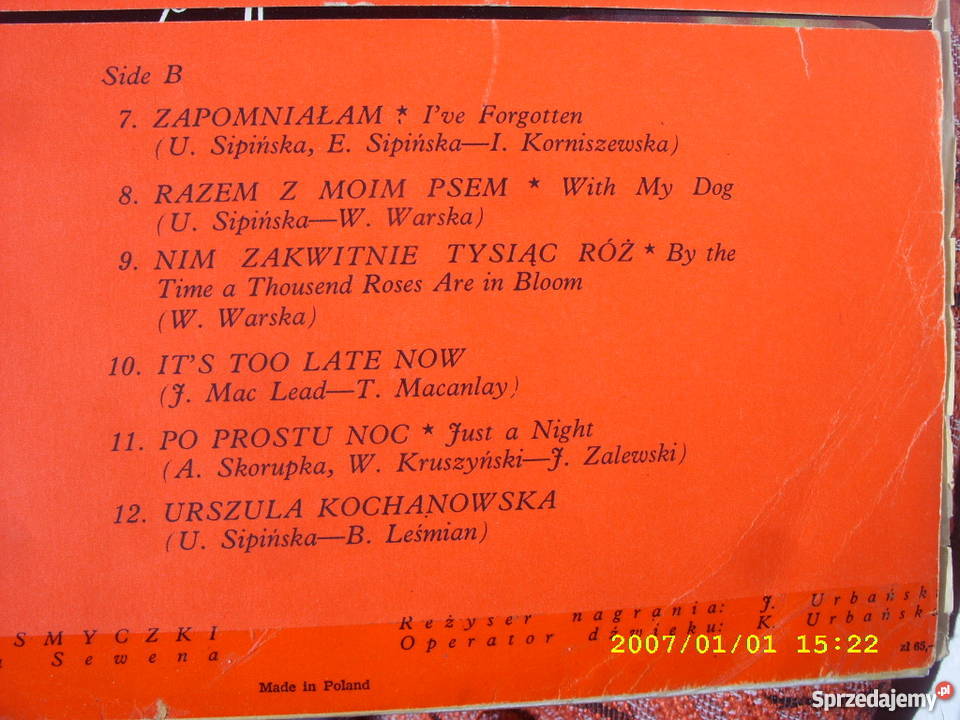 Side B
7. ZAPOMNIAŁAM ★ I've Forgotten
(U. Sipińska, E. Sipińska—I. Korniszewska)
8. RAZEM Z MOIM PSEM ★ With My Dog
(U. Sipińska—W. Warska)
9. NIM ZAKWITNIE TYSIĄC RÓŻ ★ By the
Time a Thousend Roses Are in Bloom
(W. Warska)
10. IT'S TOO LATE NOW
(J. Mac Lead—T. Macanlay)
11. PO PROSTU NOC ★ Just a Night
(A. Skorupka, W. Kruszyński—J. Zalewski)
12. URSZULA KOCHANOWSKA
(U. Sipińska—B. Leśmian)
SMYCZKI
Sewena
Reżyser nagrania: J. Urbańsk
Operator dźwięku: K. Urbańsk
2007/01/01 15:22
zł 65,—
Made in Poland
Sprzedajemy.pl